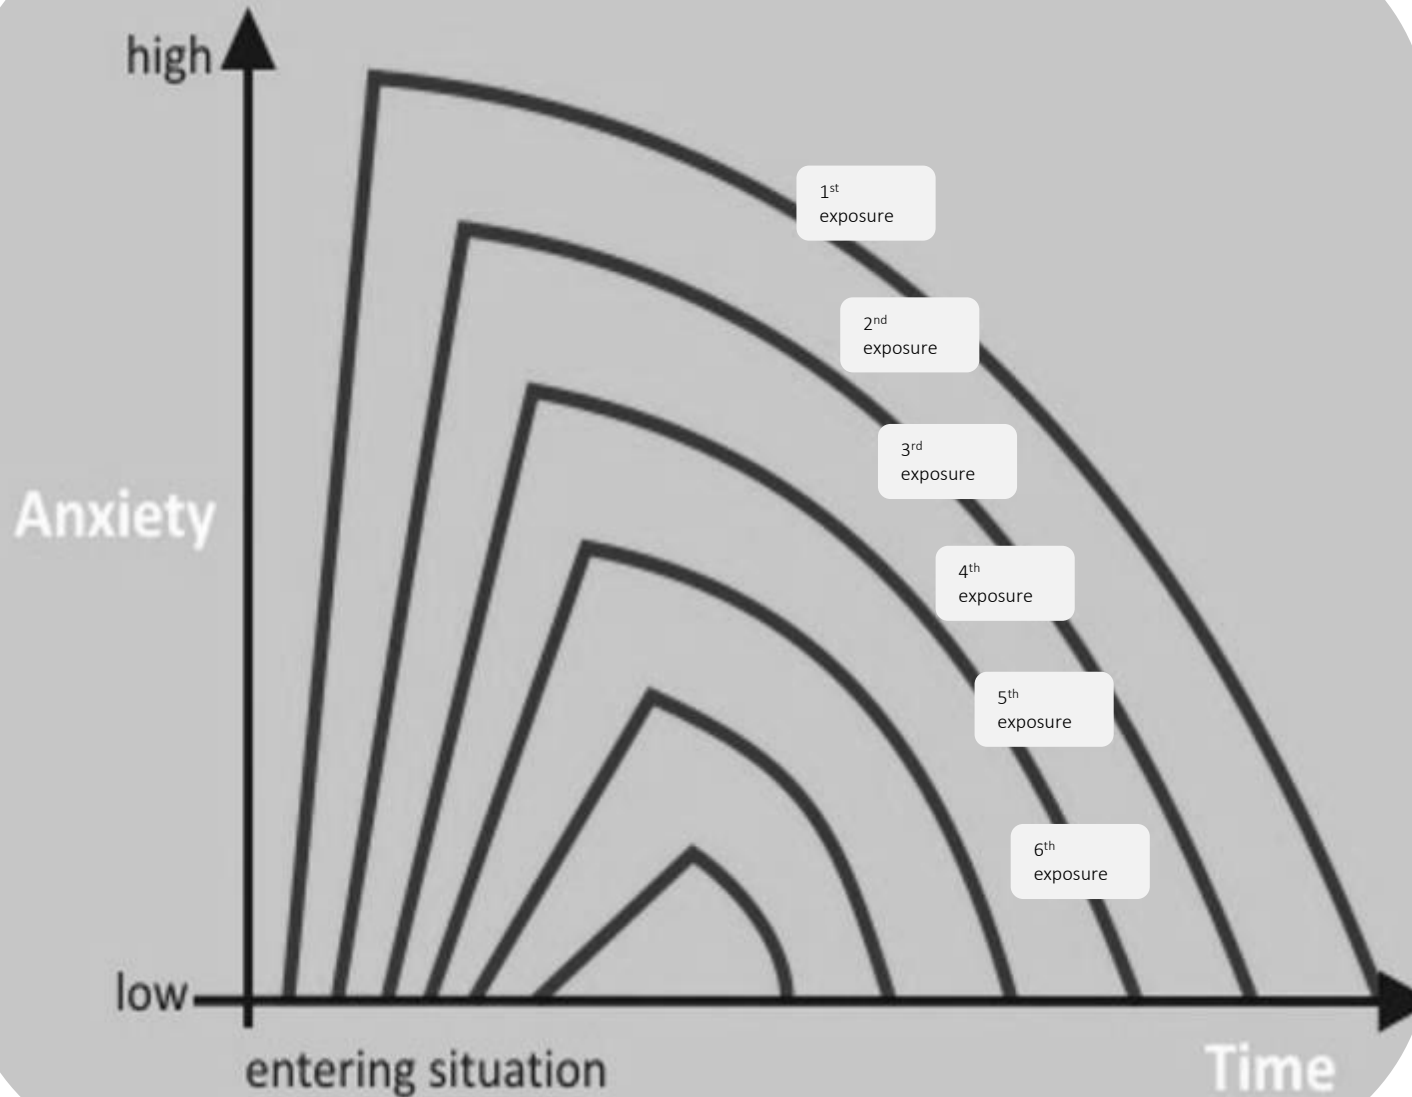 high
1st
exposure
2nd
exposure
3rd
exposure
Anxiety
4th
exposure
5th
exposure
6th
exposure
low
entering situation
Time